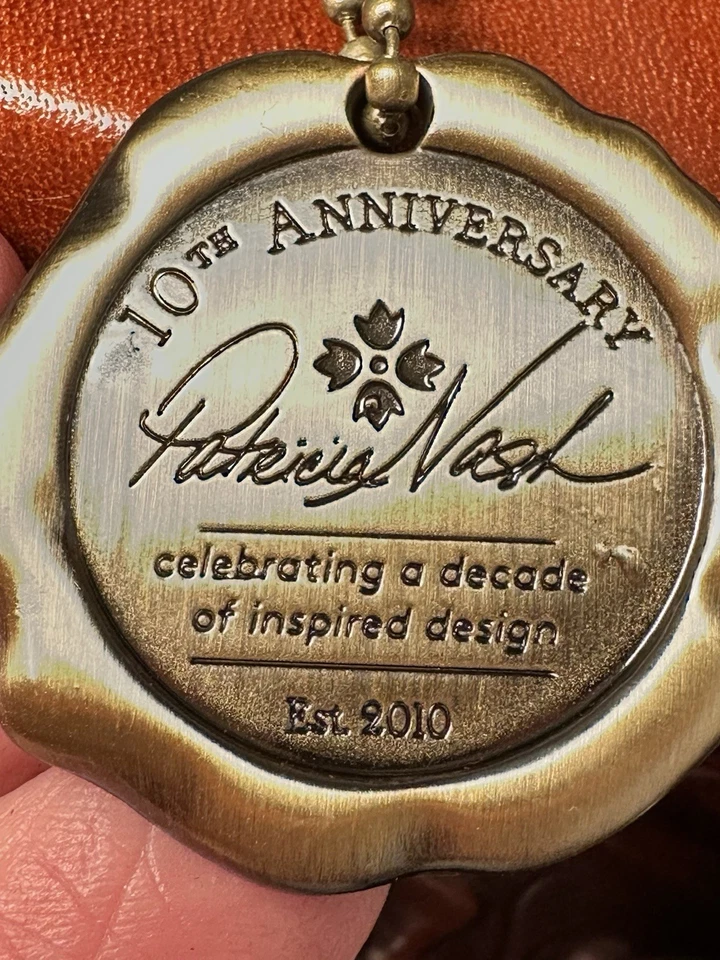 10TH ANNIVERSARY
Patricia Nash
celebrating a decade
of inspired design
Est. 2010